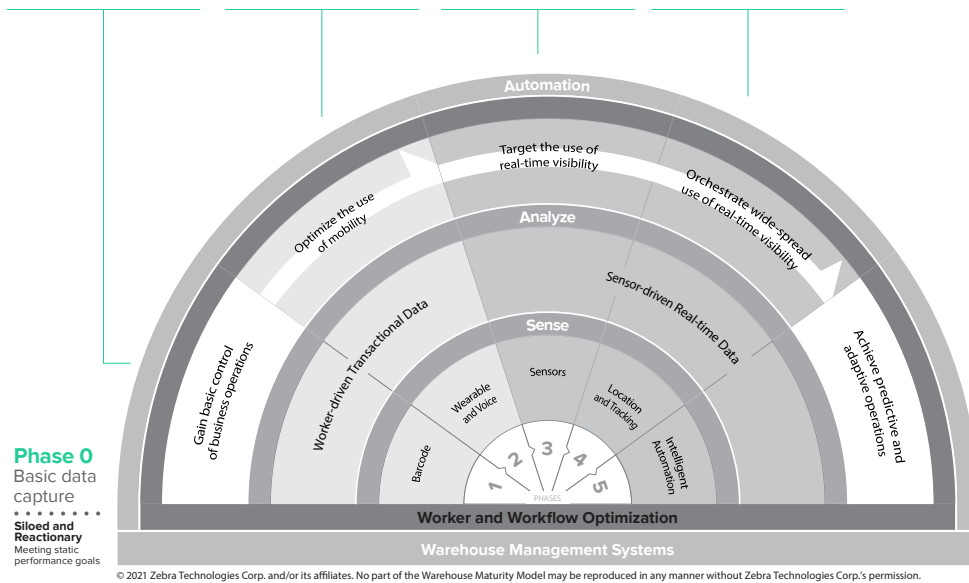 Automation
Target the use of
real-time visibility
Optimize the use
of mobility
Orchestrate wide-spread
use of real-time visibility
Analyze
Gain basic control
of business operations
Worker-driven Transactional Data
Sensor-driven Real-time Data
Achieve predictive and
adaptive operations
Sense
Barcode
Wearable
and Voice
Sensors
Location
and Tracking
Intelligent
Automation
1
2
3
4
5
PHASES
Phase 0
Basic data
capture
Siloed and
Reactionary
Meeting static
performance goals
Worker and Workflow Optimization
Warehouse Management Systems
© 2021 Zebra Technologies Corp. and/or its affiliates. No part of the Warehouse Maturity Model may be reproduced in any manner without Zebra Technologies Corp.'s permission.